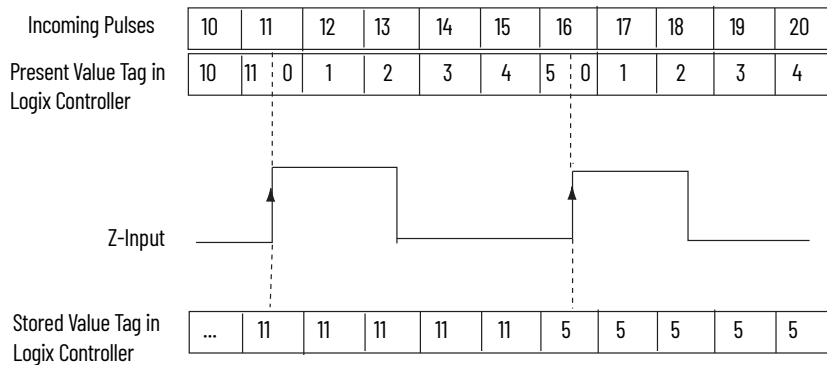 Incoming Pulses 10 11 12 13 14 15 16 17 18 19 20
Present Value Tag in Logix Controller 10 11 0 1 2 3 4 5 0 1 2 3 4
Z-Input
Stored Value Tag in Logix Controller ... 11 11 11 11 11 5 5 5 5 5